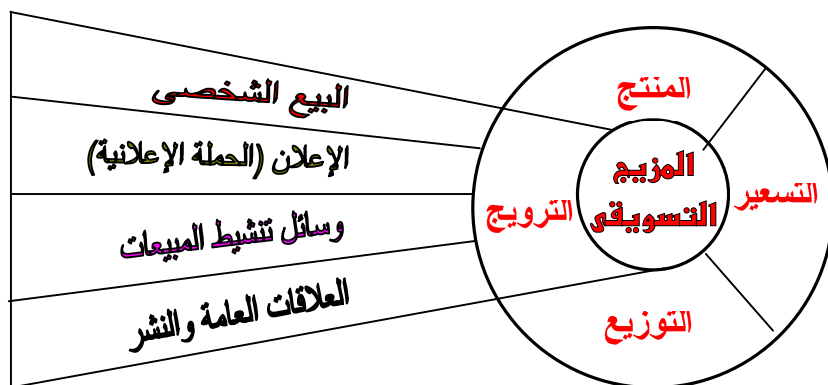 المنتج
التسعير
المزيج
التسويقى
الترويج
التوزيع
البيع الشخصى
الإعلان (الحملة الإعلانية)
وسائل تنشيط المبيعات
العلاقات العامة والنشر